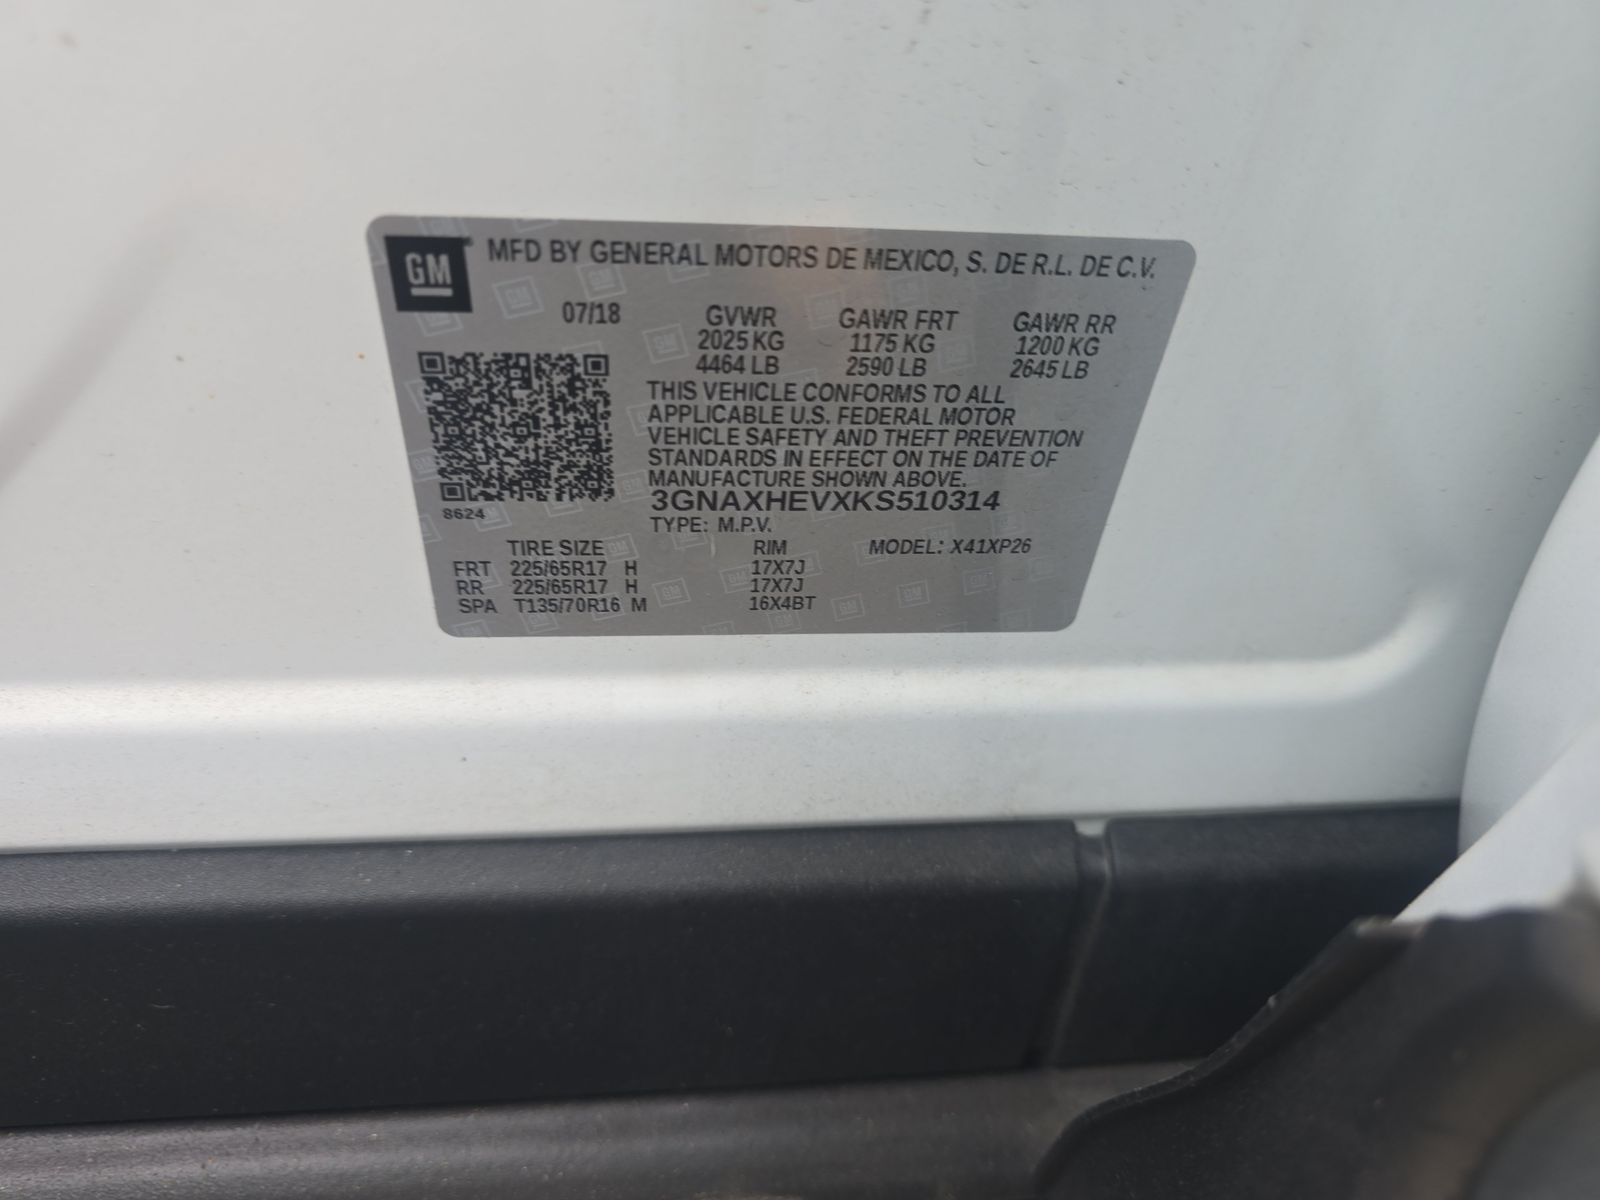 GM
MFD BY GENERAL MOTORS DE MEXICO, S. DE R.L. DE C.V.
07/18 GVWR GAWR FRT GAWR RR
2025 KG 1175 KG 1200 KG
4464 LB 2590 LB 2645 LB
THIS VEHICLE CONFORMS TO ALL
APPLICABLE U.S. FEDERAL MOTOR
VEHICLE SAFETY AND THEFT PREVENTION
STANDARDS IN EFFECT ON THE DATE OF
MANUFACTURE SHOWN ABOVE.
3GNAXHEVXKS510314
8624
TYPE: M.P.V.
TIRE SIZE RIM MODEL: X41XP26
FRT 225/65R17 H 17X7J
RR 225/65R17 H 17X7J
SPA T135/70R16 M 16X4BT